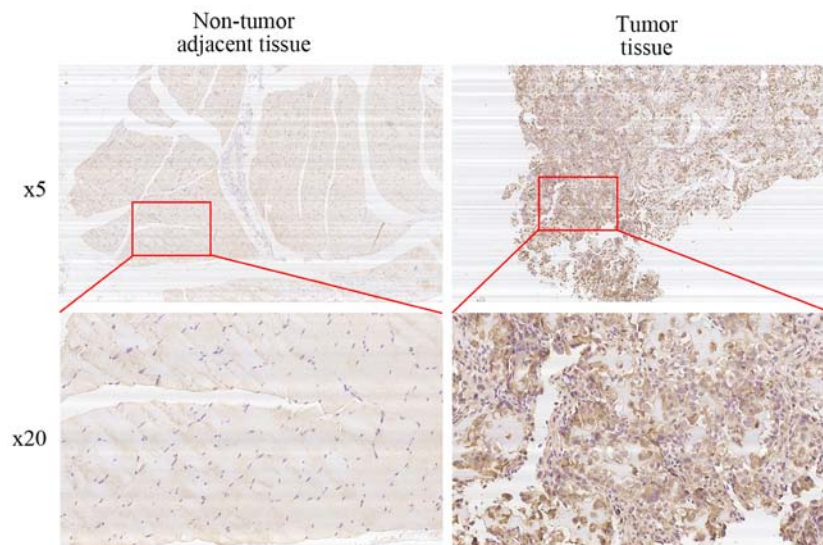 Non-tumor
adjacent tissue
Tumor
tissue
x5
x20